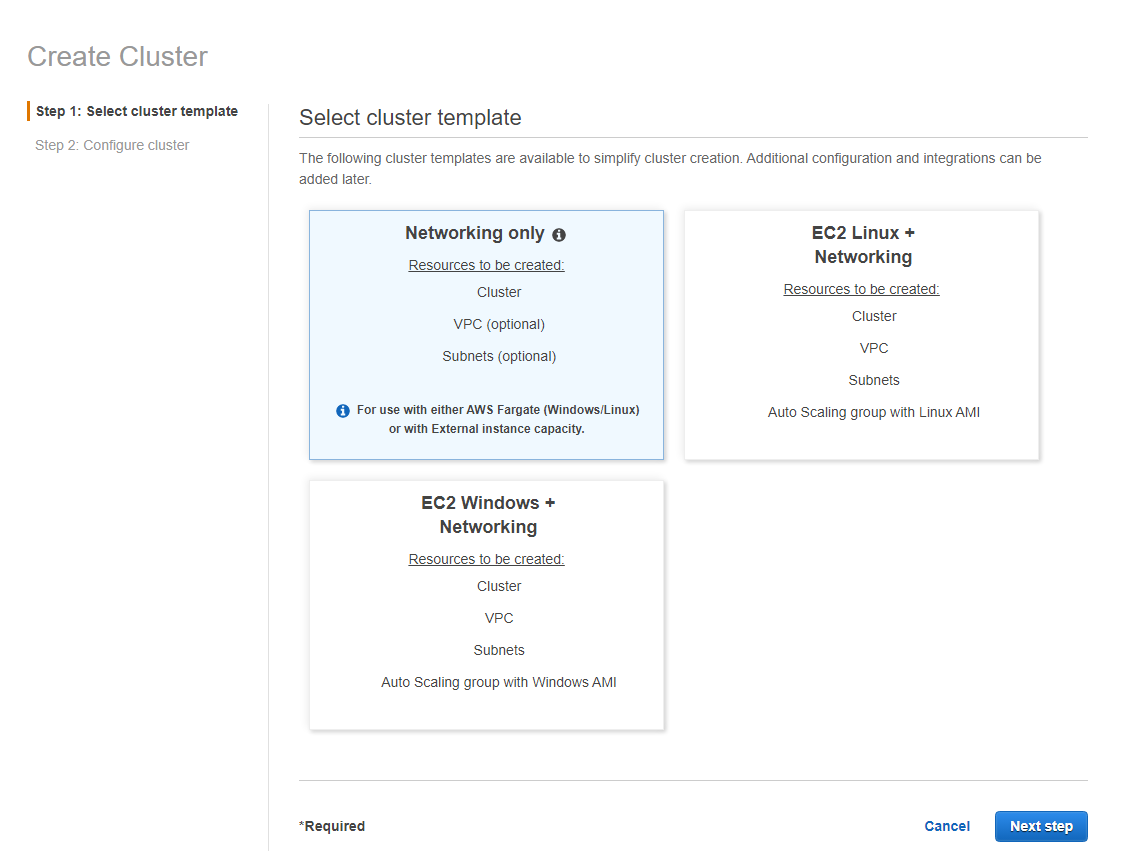 Create Cluster
Step 1: Select cluster template
Step 2: Configure cluster
Select cluster template
The following cluster templates are available to simplify cluster creation. Additional configuration and integrations can be
added later.
Networking only
Resources to be created:
Cluster
VPC (optional)
Subnets (optional)
For use with either AWS Fargate (Windows/Linux)
or with External instance capacity.
EC2 Linux +
Networking
Resources to be created:
Cluster
VPC
Subnets
Auto Scaling group with Linux AMI
EC2 Windows +
Networking
Resources to be created:
Cluster
VPC
Subnets
Auto Scaling group with Windows AMI
*Required
Cancel
Next step